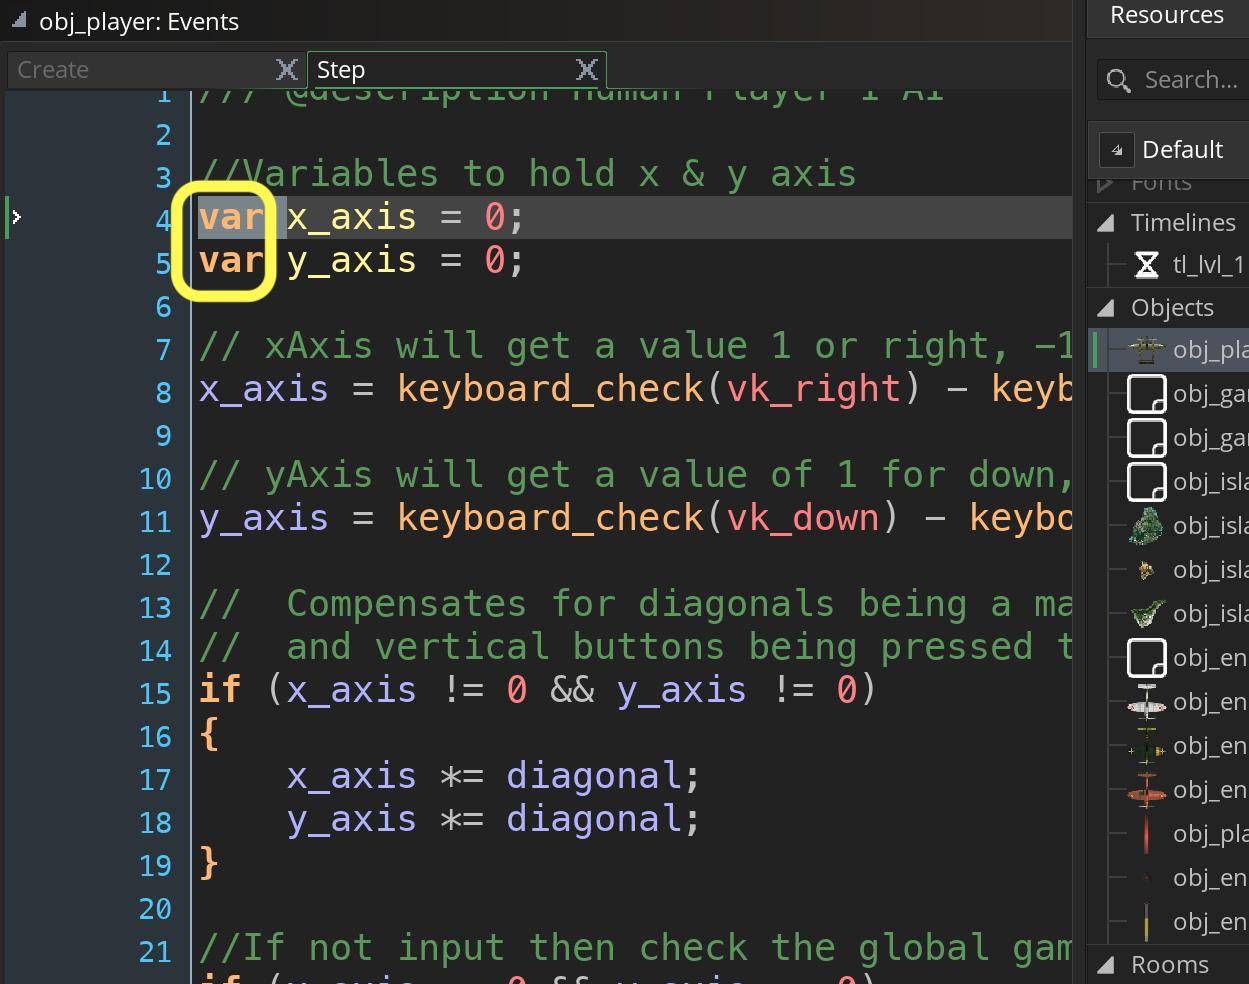 obj_player: Events
Create
Step
1 /// @description Human Player 1 AI
2
3 //Variables to hold x & y axis
4 var x_axis = 0;
5 var y_axis = 0;
6
7 // xAxis will get a value 1 or right, −1
8 x_axis = keyboard_check(vk_right) − keyb
9
10 // yAxis will get a value of 1 for down,
11 y_axis = keyboard_check(vk_down) − keybo
12
13 //  Compensates for diagonals being a ma
14 //  and vertical buttons being pressed t
15 if (x_axis != 0 && y_axis != 0)
16 {
17     x_axis *= diagonal;
18     y_axis *= diagonal;
19 }
20
21 //If not input then check the global gam
Resources
Search...
Default
Fonts
Timelines
tl_lvl_1
Objects
obj_pla
obj_gar
obj_gar
obj_isla
obj_isla
obj_isla
obj_isla
obj_en
obj_en
obj_en
obj_en
obj_pla
obj_en
obj_en
Rooms